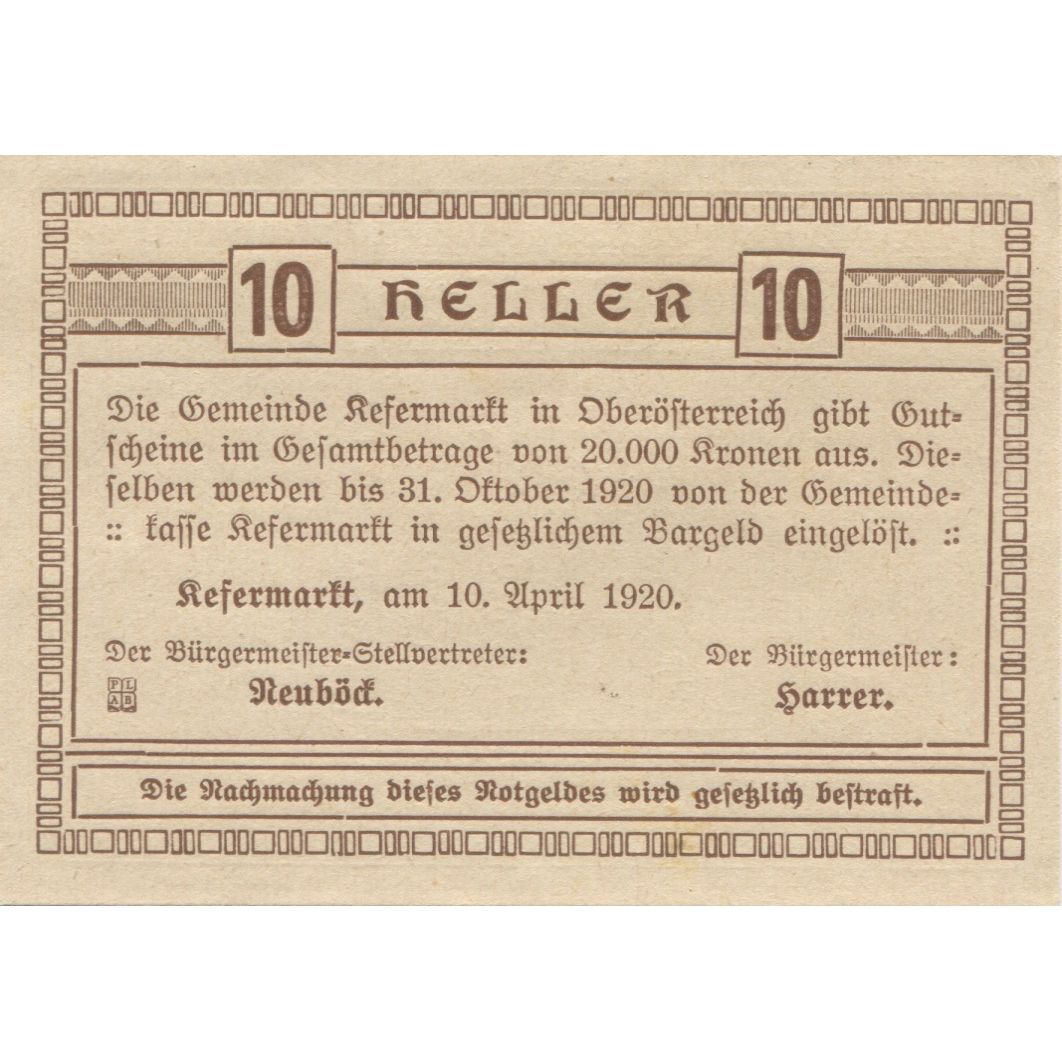 10 HELLER 10
Die Gemeinde Kefermarkt in Oberösterreich gibt Gut-
scheine im Gesamtbetrage von 20.000 Kronen aus. Die-
selben werden bis 31. Oktober 1920 von der Gemeinde-
:: kasse Kefermarkt in gesetzlichem Bargeld eingelöst. ::
Kefermarkt, am 10. April 1920.
Der Bürgermeister-Stellvertreter: Der Bürgermeister:
Neuböck. Harrer.
PL
AB
Die Nachmachung dieses Notgeldes wird gesetzlich bestraft.